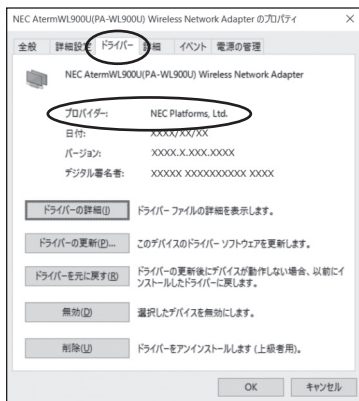 NEC AtermWL900U(PA-WL900U) Wireless Network Adapter のプロパティ
全般 詳細設定 ドライバー 詳細 イベント 電源の管理
NEC AtermWL900U(PA-WL900U) Wireless Network Adapter
プロバイダー: NEC Platforms, Ltd.
日付: XXXX/XX/XX
バージョン: XXXX.X.XXX.XXXX
デジタル署名者: XXXXX XXXXXXXXXX XXXX
ドライバーの詳細(I) ドライバー ファイルの詳細を表示します。
ドライバーの更新(P)... このデバイスのドライバー ソフトウェアを更新します。
ドライバーを元に戻す(R) ドライバーの更新後にデバイスが動作しない場合、以前にイ
ンストールしたドライバーに戻します。
無効(D) 選択したデバイスを無効にします。
削除(U) ドライバーをアンインストールします (上級者用)。
OK キャンセル